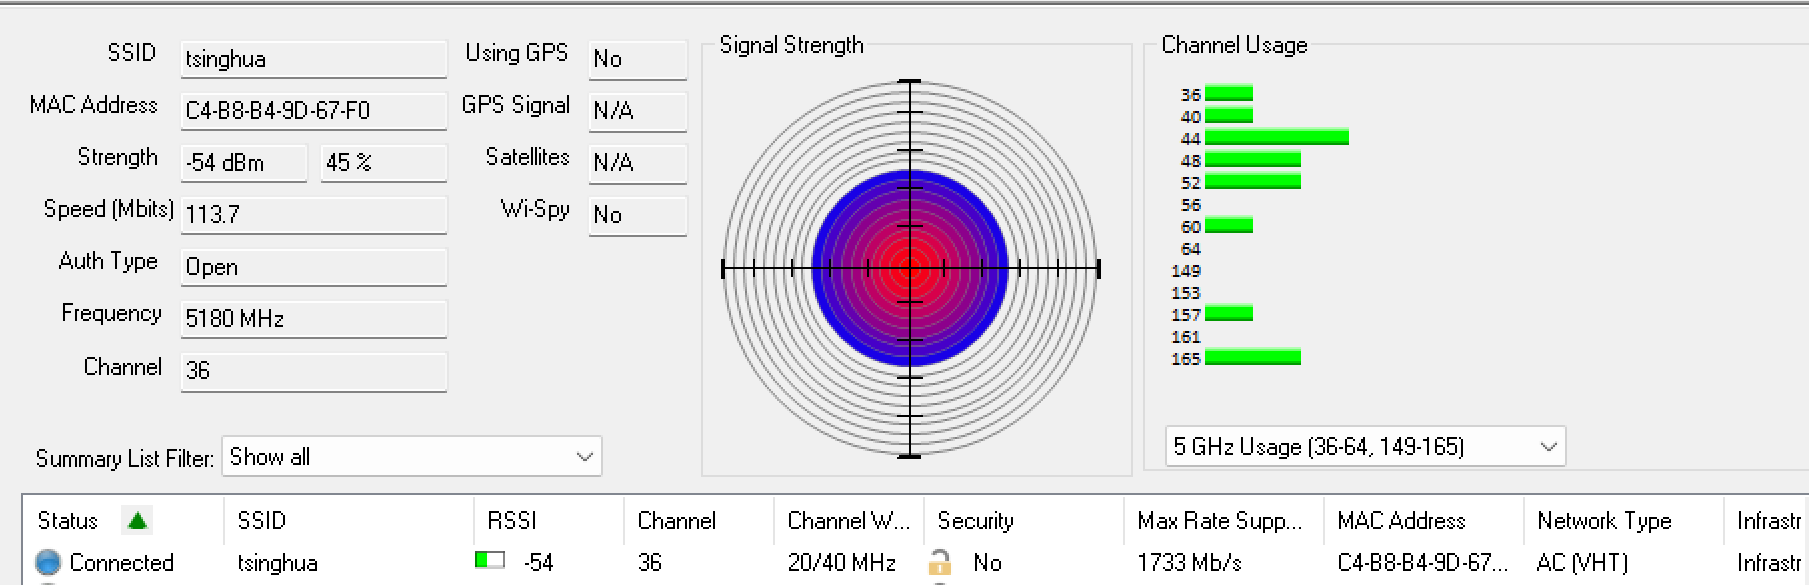 SSID tsinghua Using GPS No
MAC Address C4-B8-B4-9D-67-F0 GPS Signal N/A
Strength -54 dBm 45 % Satellites N/A
Speed (Mbits) 113.7 Wi-Spy No
Auth Type Open
Frequency 5180 MHz
Channel 36
Summary List Filter: Show all
Signal Strength
Channel Usage
36
40
44
48
52
56
60
64
149
153
157
161
165
5 GHz Usage (36-64, 149-165)
Status SSID RSSI Channel Channel W... Security Max Rate Supp... MAC Address Network Type Infrastr
Connected tsinghua -54 36 20/40 MHz No 1733 Mb/s C4-B8-B4-9D-67... AC (VHT) Infrastr